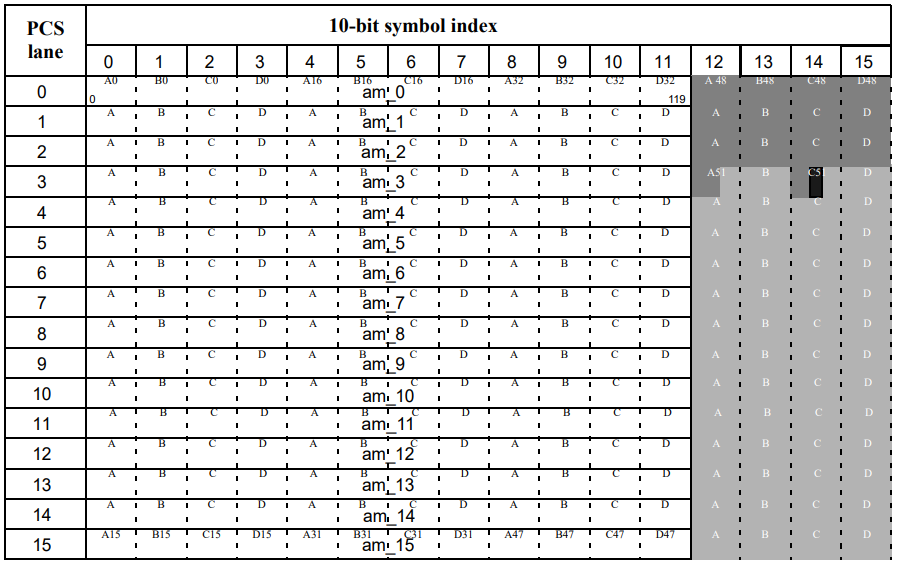 PCS lane 10-bit symbol index
0 1 2 3 4 5 6 7 8 9 10 11 12 13 14 15
A0 B0 C0 D0 A16 B16 C16 D16 A32 B32 C32 D32 A 48 B48 C48 D48
0 0 am_0 119
A B C D A B C D A B C D A B C D
1 am_1
A B C D A B C D A B C D A B C D
2 am_2
A B C D A B C D A B C D A51 B C51 D
3 am_3
A B C D A B C D A B C D A B C D
4 am_4
A B C D A B C D A B C D A B C D
5 am_5
A B C D A B C D A B C D A B C D
6 am_6
A B C D A B C D A B C D A B C D
7 am_7
A B C D A B C D A B C D A B C D
8 am_8
A B C D A B C D A B C D A B C D
9 am_9
A B C D A B C D A B C D A B C D
10 am_10
A B C D A B C D A B C D A B C D
11 am_11
A B C D A B C D A B C D A B C D
12 am_12
A B C D A B C D A B C D A B C D
13 am_13
A B C D A B C D A B C D A B C D
14 am_14
A15 B15 C15 D15 A31 B31 C31 D31 A47 B47 C47 D47 A B C D
15 am_15